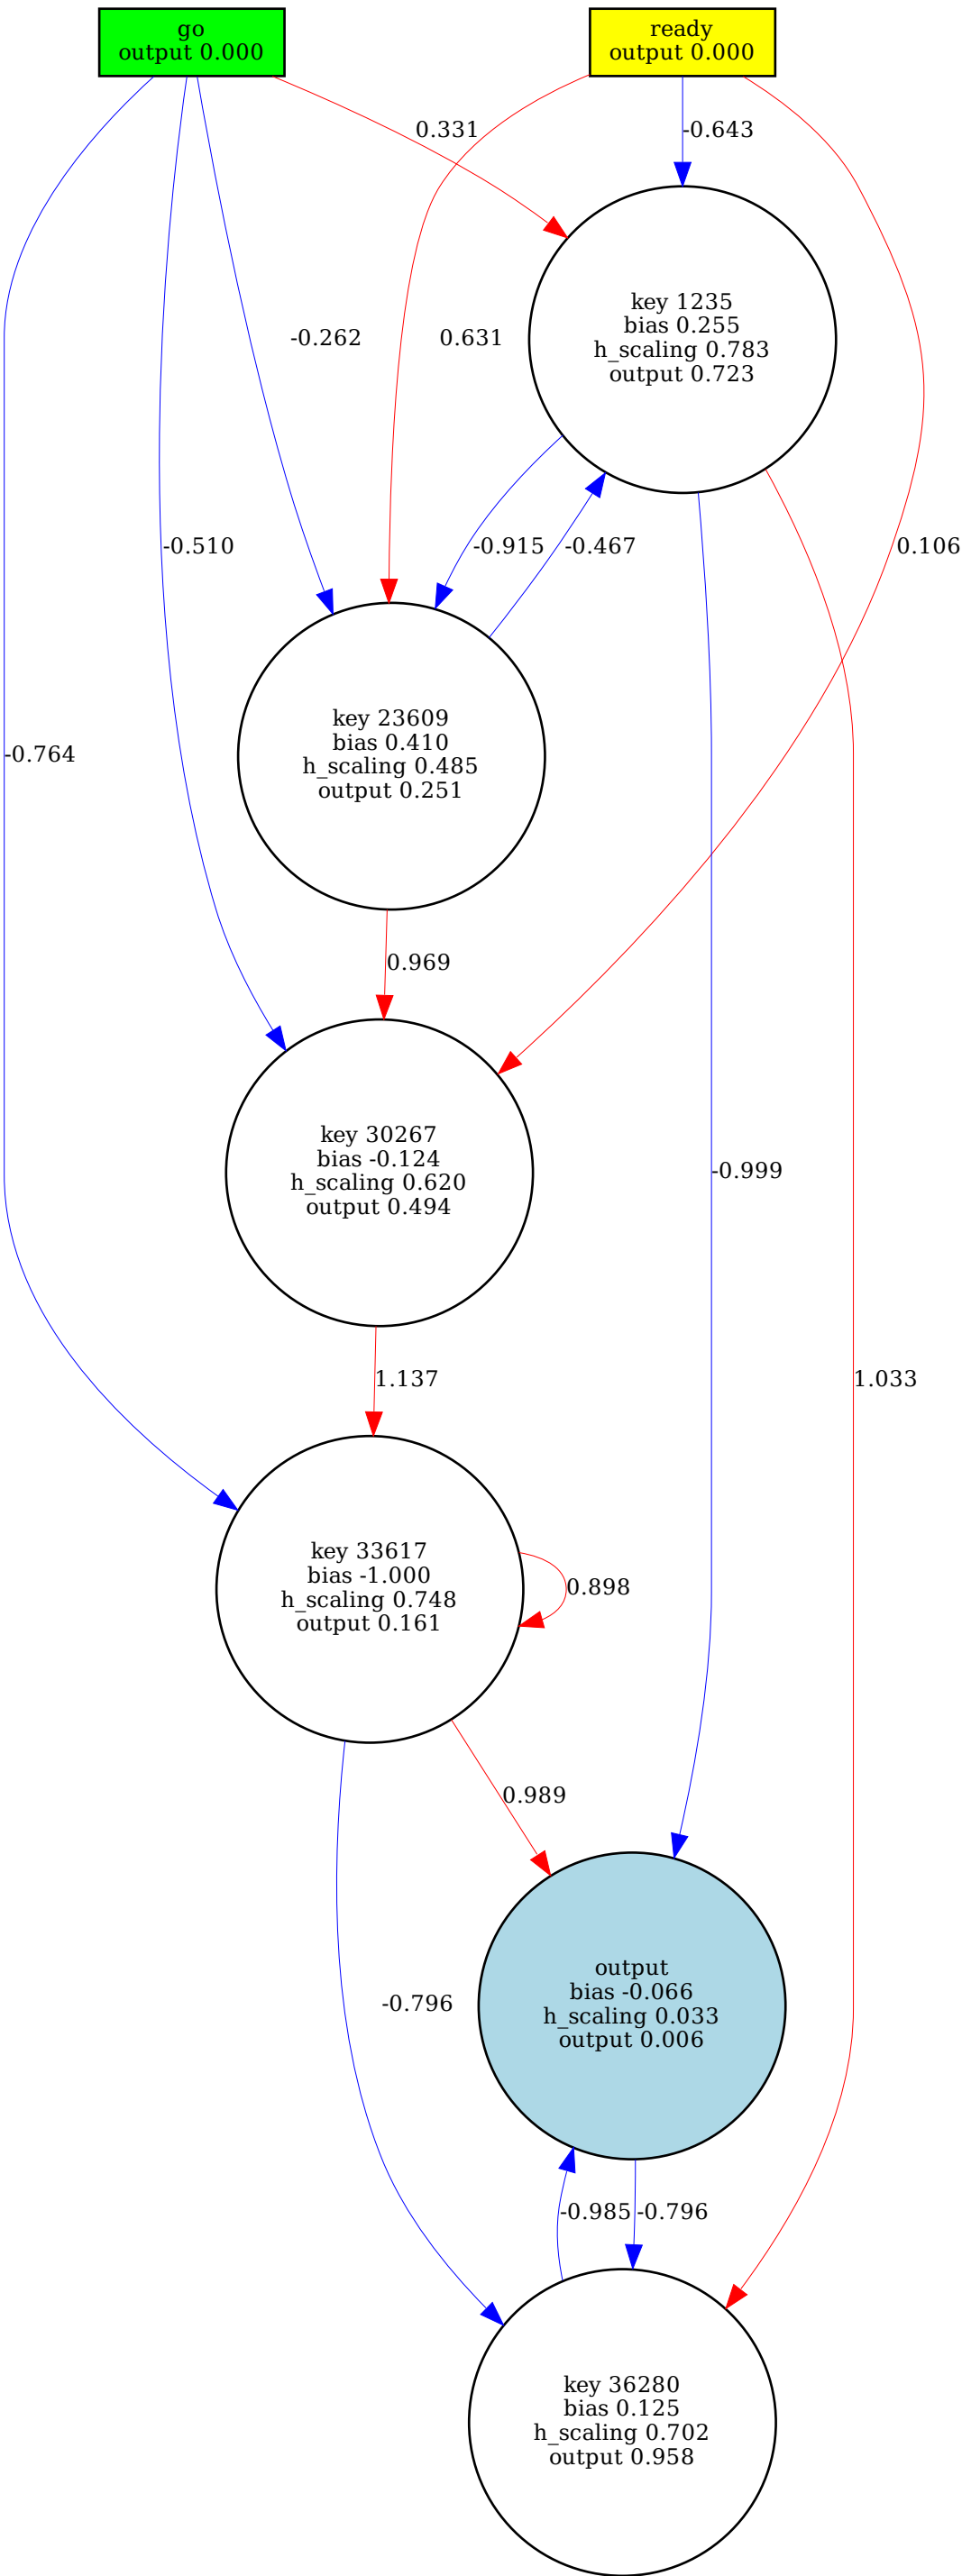 go
output 0.000
ready
output 0.000
0.331
-0.643
key 1235
bias 0.255
h_scaling 0.783
output 0.723
-0.262
0.631
-0.510
-0.915
-0.467
0.106
key 23609
bias 0.410
h_scaling 0.485
output 0.251
-0.764
0.969
key 30267
bias -0.124
h_scaling 0.620
output 0.494
-0.999
1.137
1.033
key 33617
bias -1.000
h_scaling 0.748
output 0.161
0.898
0.989
output
bias -0.066
h_scaling 0.033
output 0.006
-0.796
-0.985
-0.796
key 36280
bias 0.125
h_scaling 0.702
output 0.958